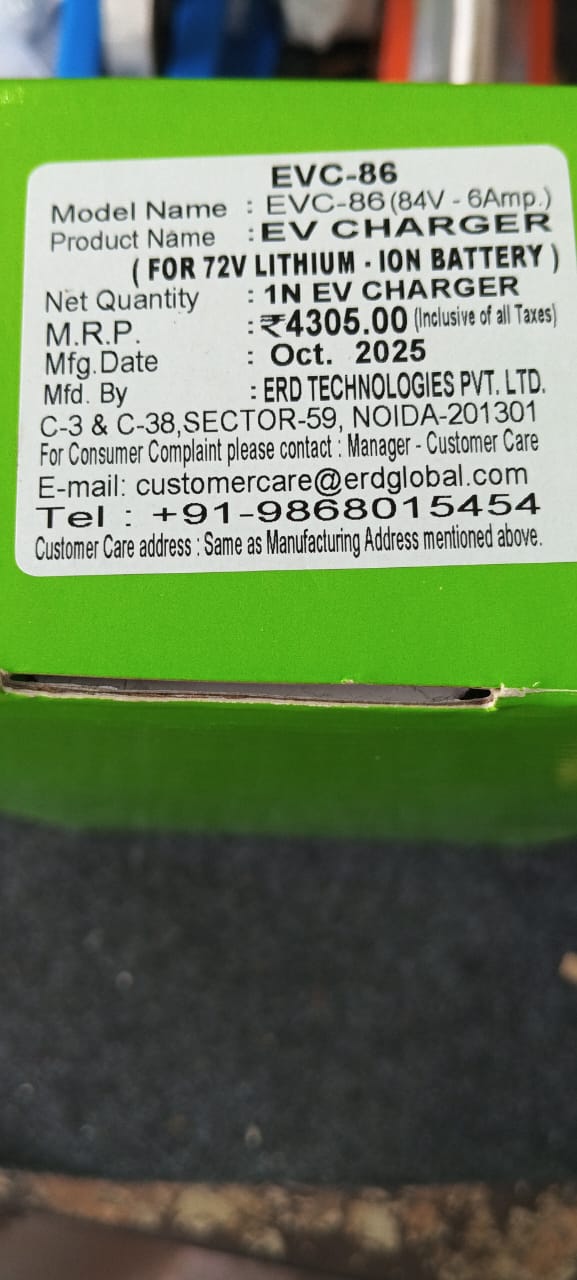 EVC-86
Model Name : EVC-86 (84V - 6Amp.)
Product Name : EV CHARGER
( FOR 72V LITHIUM - ION BATTERY )
Net Quantity : 1N EV CHARGER
M.R.P. : ₹4305.00 (Inclusive of all Taxes)
Mfg.Date : Oct. 2025
Mfd. By : ERD TECHNOLOGIES PVT. LTD.
C-3 & C-38,SECTOR-59, NOIDA-201301
For Consumer Complaint please contact : Manager - Customer Care
E-mail: customercare@erdglobal.com
Tel : +91-9868015454
Customer Care address : Same as Manufacturing Address mentioned above.